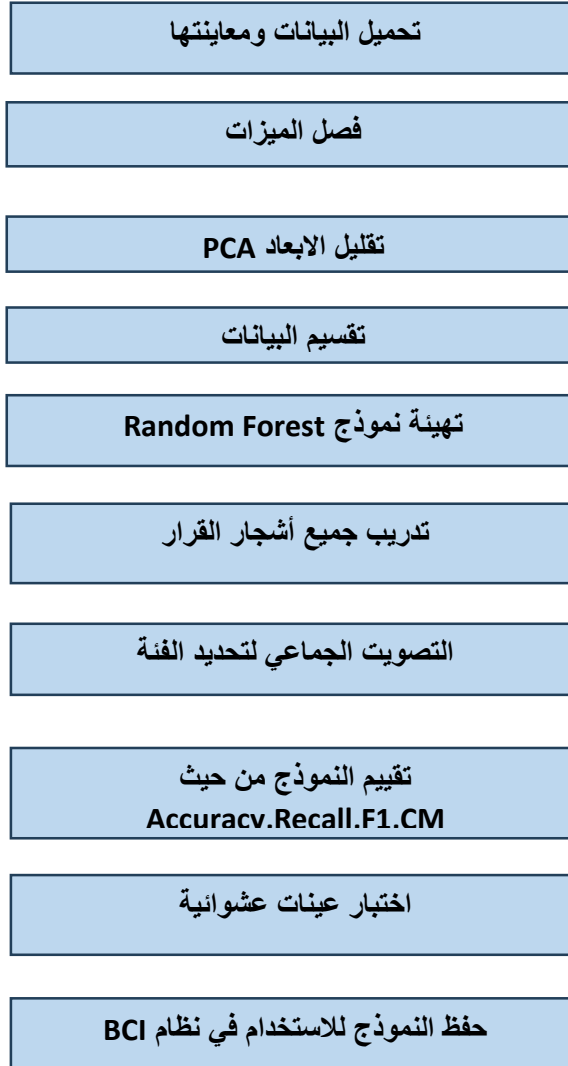 تحميل البيانات ومعاينتها
فصل الميزات
تقليل الابعاد PCA
تقسيم البيانات
تهيئة نموذج Random Forest
تدريب جميع أشجار القرار
التصويت الجماعي لتحديد الفئة
تقييم النموذج من حيث
Accuracy.Recall.F1.CM
اختبار عينات عشوائية
حفظ النموذج للاستخدام في نظام BCI